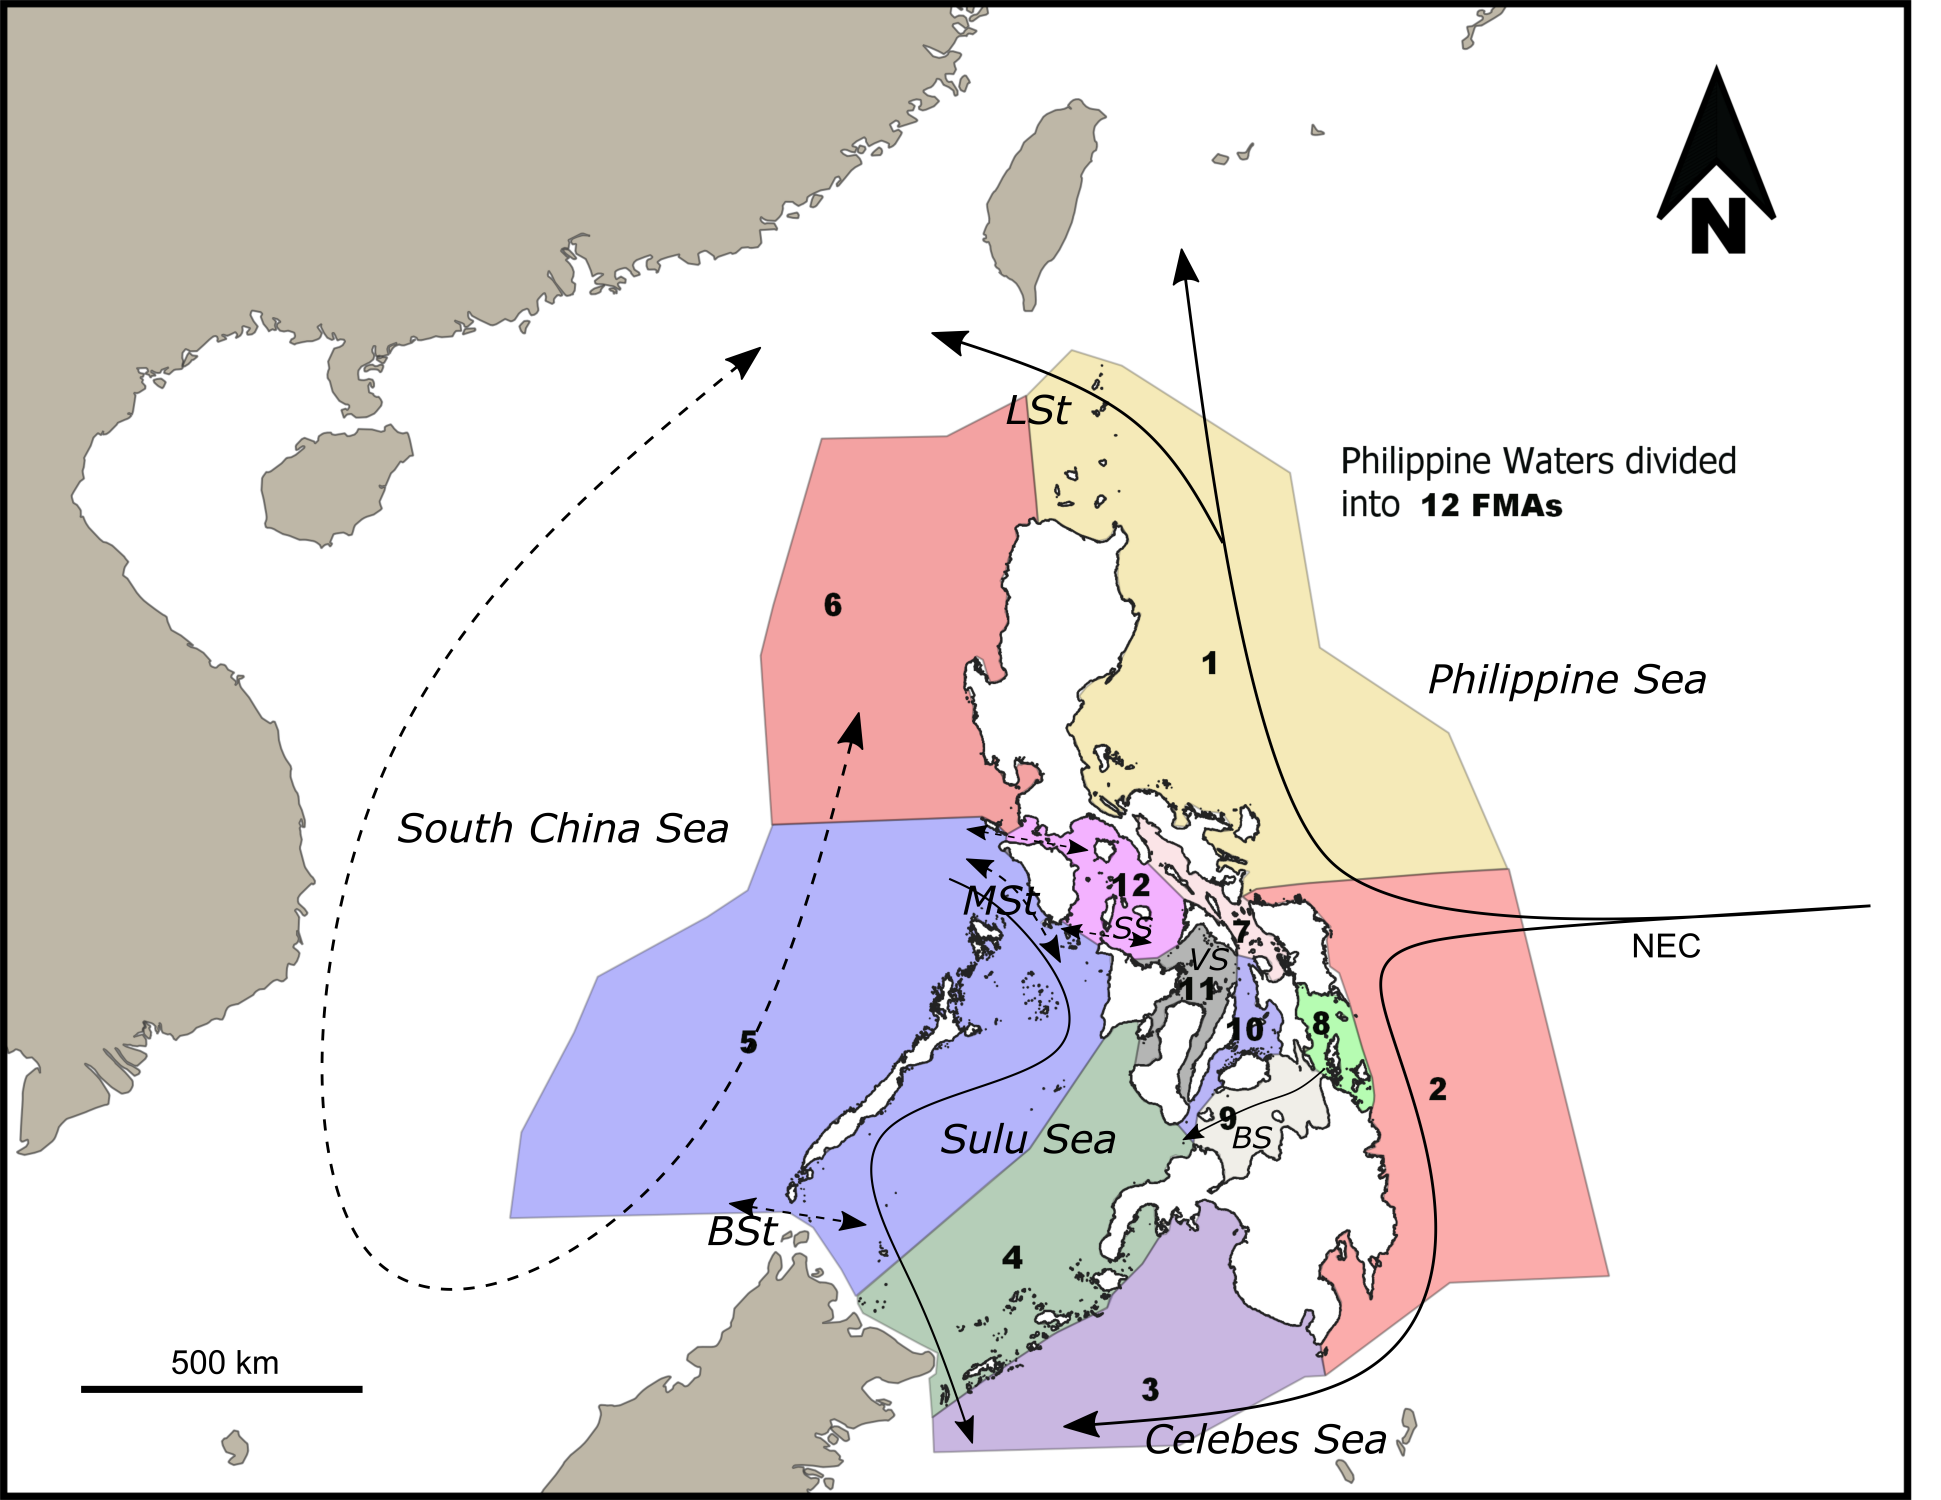 N
LSt
Philippine Waters divided
into 12 FMAs
6
1
Philippine Sea
South China Sea
12
MSt
SS
7
NEC
VS
11
5
10
8
2
9
Sulu Sea
BS
BSt
4
500 km
3
Celebes Sea